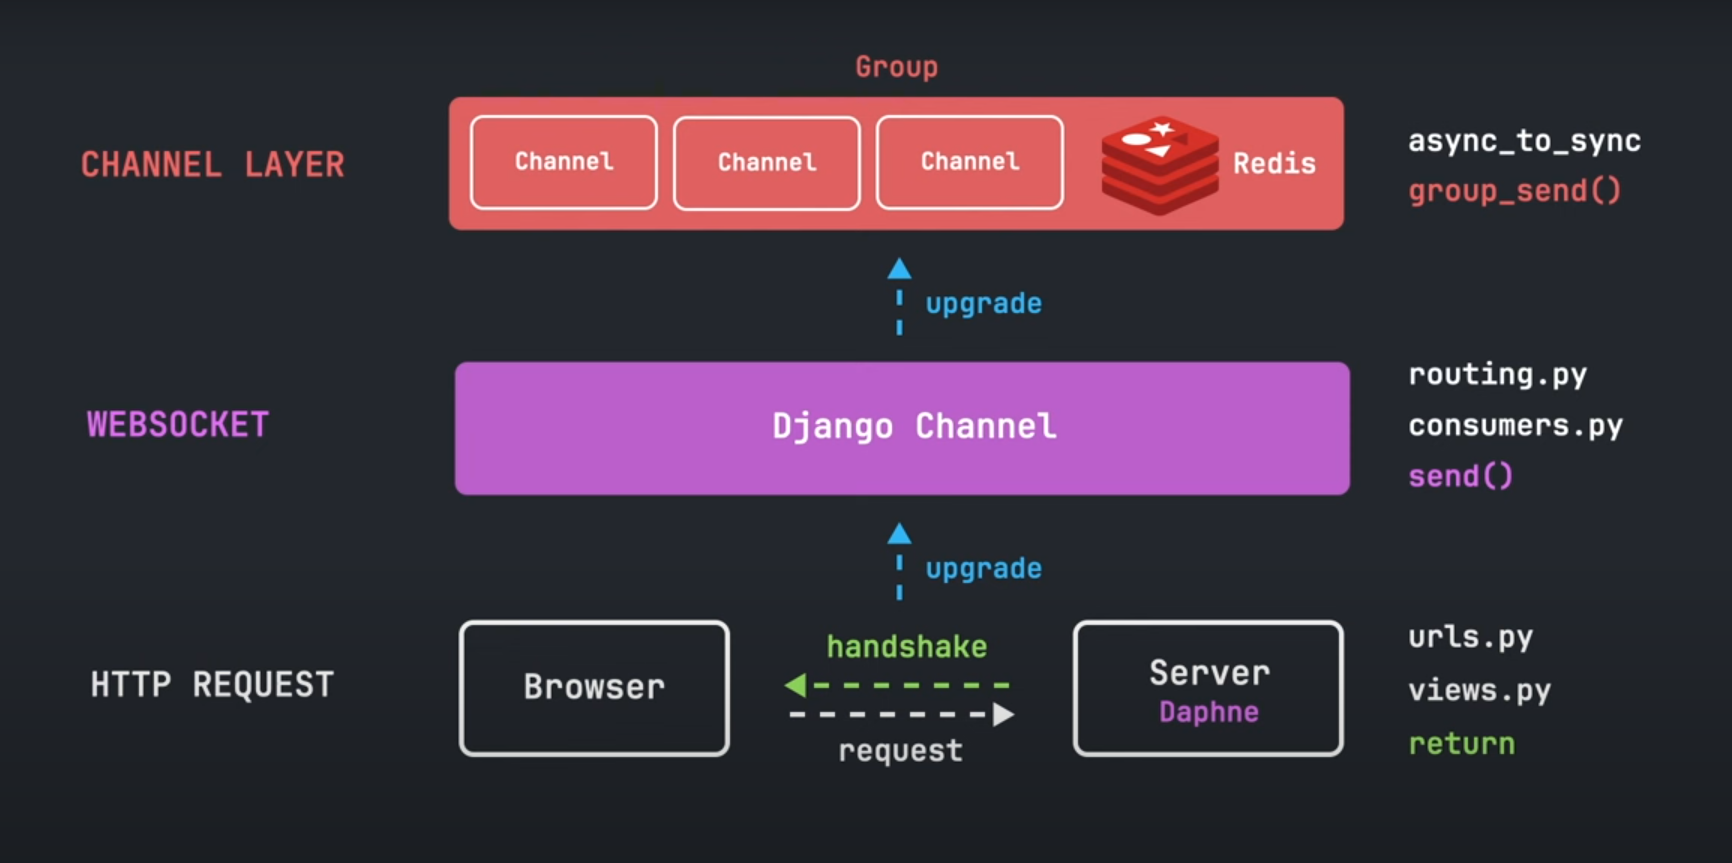 Group
CHANNEL LAYER
Channel
Channel
Channel
Redis
async_to_sync
group_send()
upgrade
WEBSOCKET
Django Channel
routing.py
consumers.py
send()
upgrade
HTTP REQUEST
Browser
handshake
request
Server
Daphne
urls.py
views.py
return